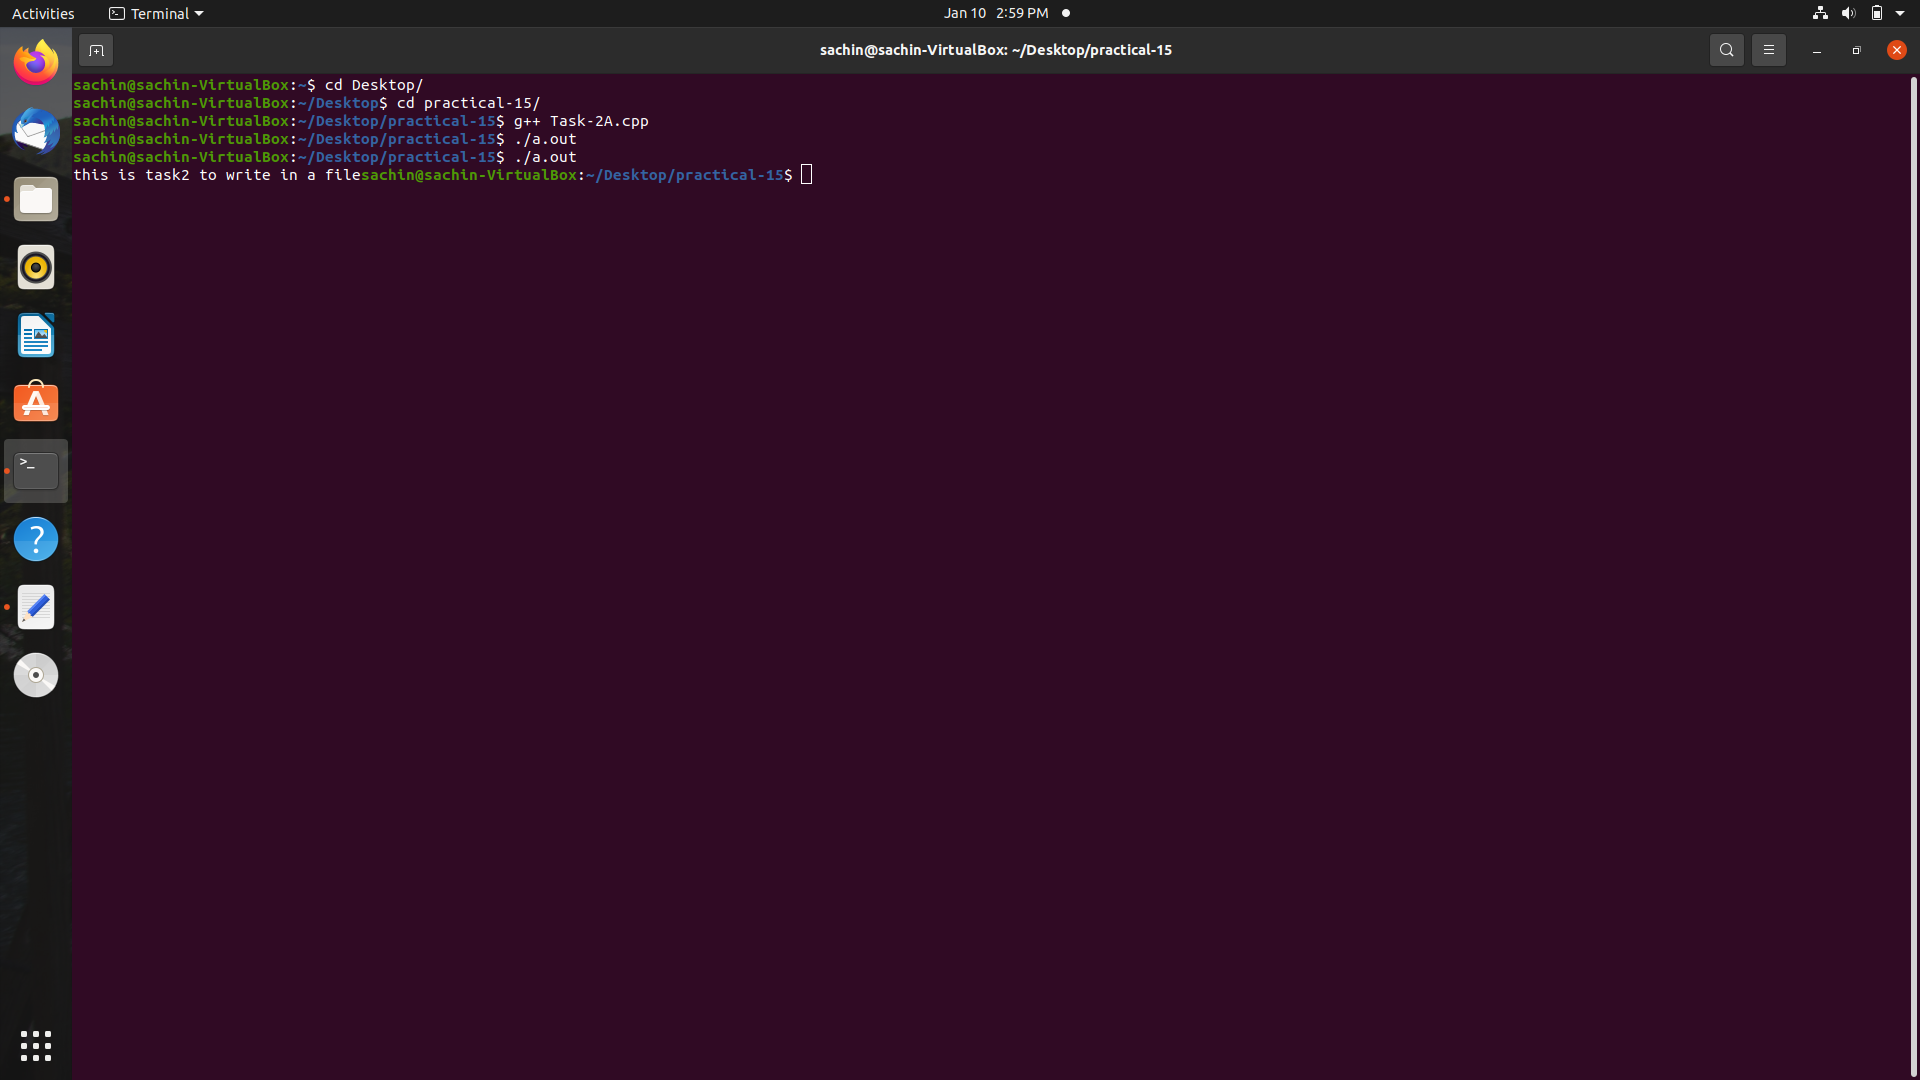 Activities Terminal Jan 10 2:59 PM
sachin@sachin-VirtualBox: ~/Desktop/practical-15
sachin@sachin-VirtualBox:~$ cd Desktop/
sachin@sachin-VirtualBox:~/Desktop$ cd practical-15/
sachin@sachin-VirtualBox:~/Desktop/practical-15$ g++ Task-2A.cpp
sachin@sachin-VirtualBox:~/Desktop/practical-15$ ./a.out
sachin@sachin-VirtualBox:~/Desktop/practical-15$ ./a.out
this is task2 to write in a filesachin@sachin-VirtualBox:~/Desktop/practical-15$